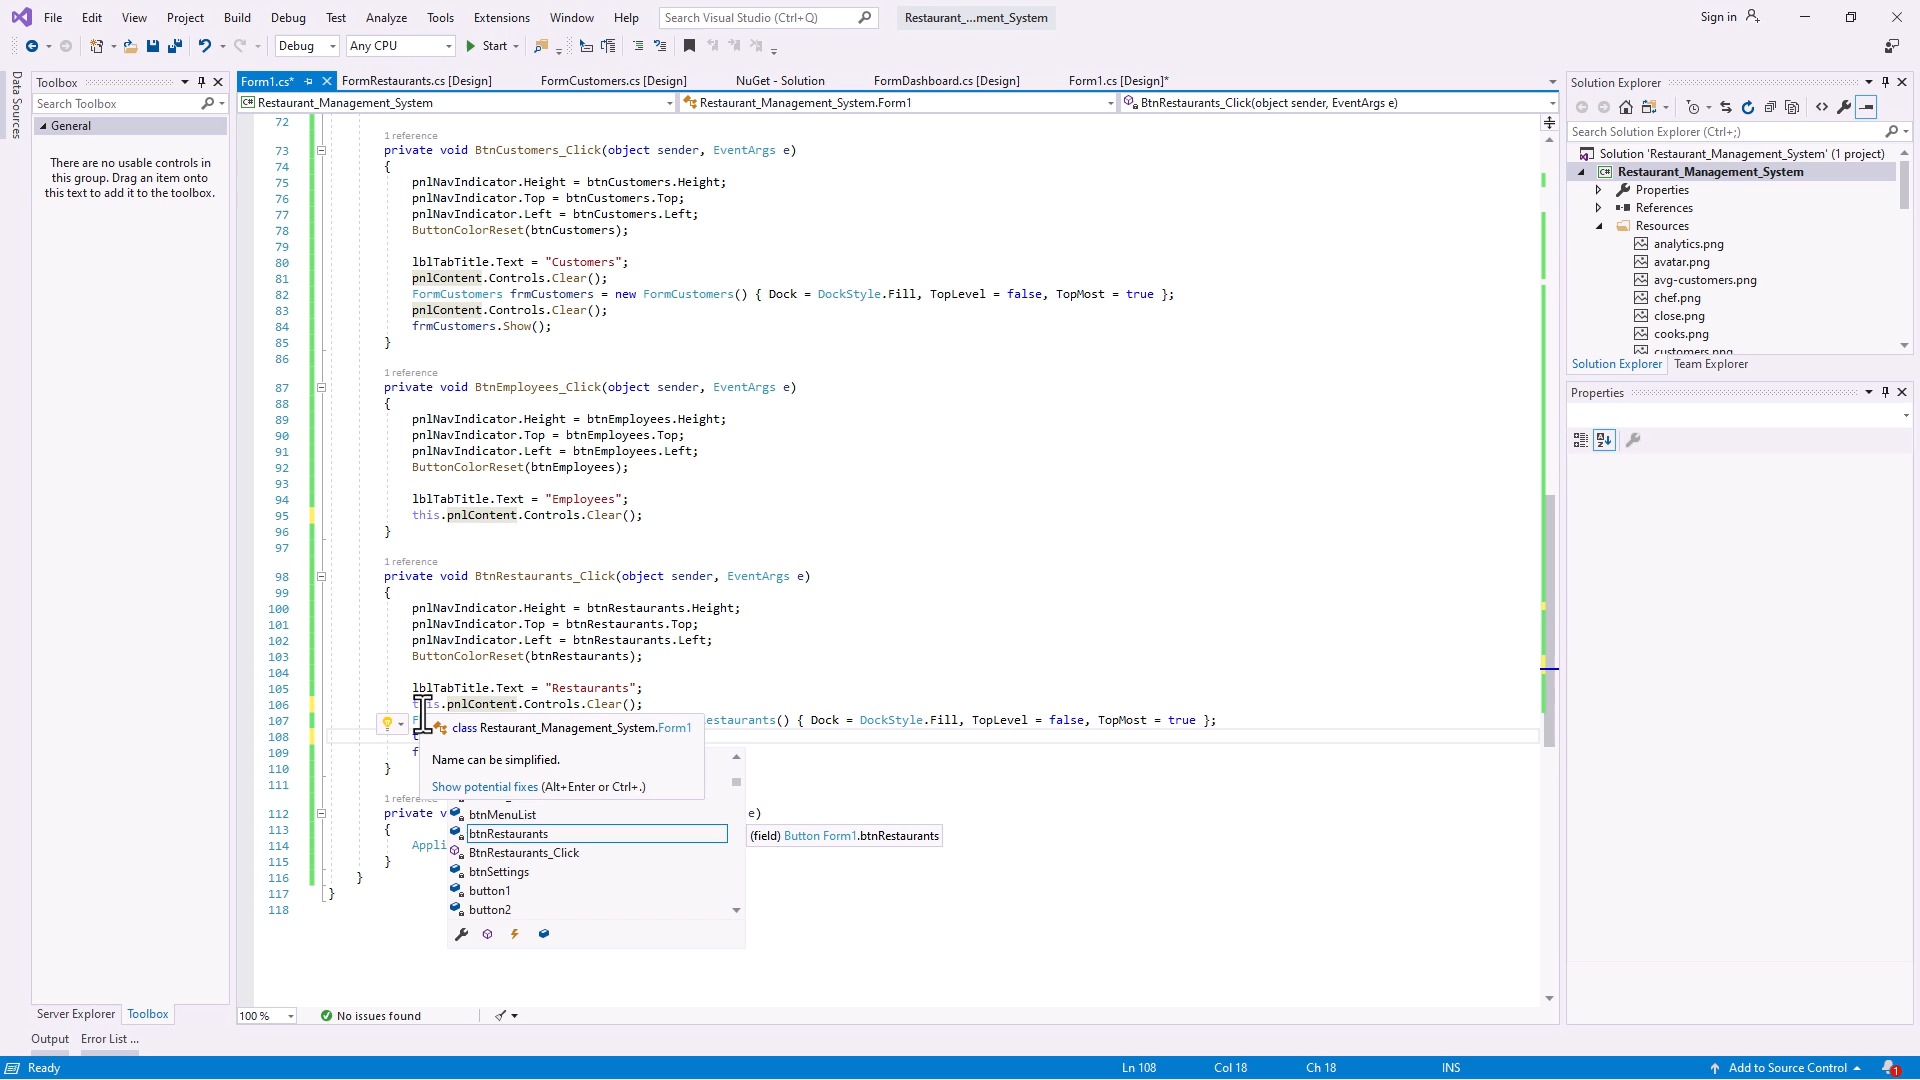 File Edit View Project Build Debug Test Analyze Tools Extensions Window Help Search Visual Studio (Ctrl+Q) Restaurant_...ment_System Sign in
Debug Any CPU Start
Data Sources
Toolbox
Search Toolbox
General
There are no usable controls in
this group. Drag an item onto
this text to add it to the toolbox.
Server Explorer Toolbox
Form1.cs* FormRestaurants.cs [Design] FormCustomers.cs [Design] NuGet - Solution FormDashboard.cs [Design] Form1.cs [Design]*
C# Restaurant_Management_System Restaurant_Management_System.Form1 BtnRestaurants_Click(object sender, EventArgs e)
72
1 reference
73 private void BtnCustomers_Click(object sender, EventArgs e)
74 {
75 pnlNavIndicator.Height = btnCustomers.Height;
76 pnlNavIndicator.Top = btnCustomers.Top;
77 pnlNavIndicator.Left = btnCustomers.Left;
78 ButtonColorReset(btnCustomers);
79
80 lblTabTitle.Text = "Customers";
81 pnlContent.Controls.Clear();
82 FormCustomers frmCustomers = new FormCustomers() { Dock = DockStyle.Fill, TopLevel = false, TopMost = true };
83 pnlContent.Controls.Clear();
84 frmCustomers.Show();
85 }
86
1 reference
87 private void BtnEmployees_Click(object sender, EventArgs e)
88 {
89 pnlNavIndicator.Height = btnEmployees.Height;
90 pnlNavIndicator.Top = btnEmployees.Top;
91 pnlNavIndicator.Left = btnEmployees.Left;
92 ButtonColorReset(btnEmployees);
93
94 lblTabTitle.Text = "Employees";
95 this.pnlContent.Controls.Clear();
96 }
97
1 reference
98 private void BtnRestaurants_Click(object sender, EventArgs e)
99 {
100 pnlNavIndicator.Height = btnRestaurants.Height;
101 pnlNavIndicator.Top = btnRestaurants.Top;
102 pnlNavIndicator.Left = btnRestaurants.Left;
103 ButtonColorReset(btnRestaurants);
104
105 lblTabTitle.Text = "Restaurants";
106 this.pnlContent.Controls.Clear();
107 estaurants() { Dock = DockStyle.Fill, TopLevel = false, TopMost = true };
class Restaurant_Management_System.Form1
108
109 f
Name can be simplified.
110 }
111
Show potential fixes (Alt+Enter or Ctrl+.)
1 reference
112 private v e)
113 {
114 Appli
115 }
116 }
117 }
118
btnMenuList
btnRestaurants
BtnRestaurants_Click
btnSettings
button1
button2
(field) Button Form1.btnRestaurants
100 % No issues found
Solution Explorer
Search Solution Explorer (Ctrl+;)
Solution 'Restaurant_Management_System' (1 project)
C# Restaurant_Management_System
Properties
References
Resources
analytics.png
avatar.png
avg-customers.png
chef.png
close.png
cooks.png
customers.png
Solution Explorer Team Explorer
Properties
Output Error List ...
Ready Ln 108 Col 18 Ch 18 INS Add to Source Control 1